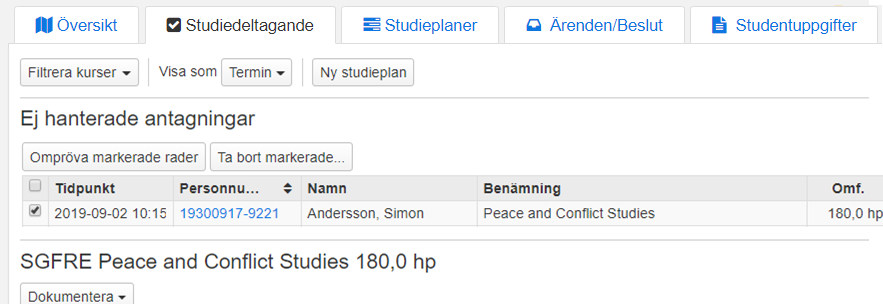 Översikt Studiedeltagande Studieplaner Ärenden/Beslut Studentuppgifter
Filtrera kurser Visa som Termin Ny studieplan
Ej hanterade antagningar
Ompröva markerade rader Ta bort markerade...
Tidpunkt Personnu... Namn Benämning Omf.
2019-09-02 10:15 19300917-9221 Andersson, Simon Peace and Conflict Studies 180,0 hp
SGFRE Peace and Conflict Studies 180,0 hp
Dokumentera